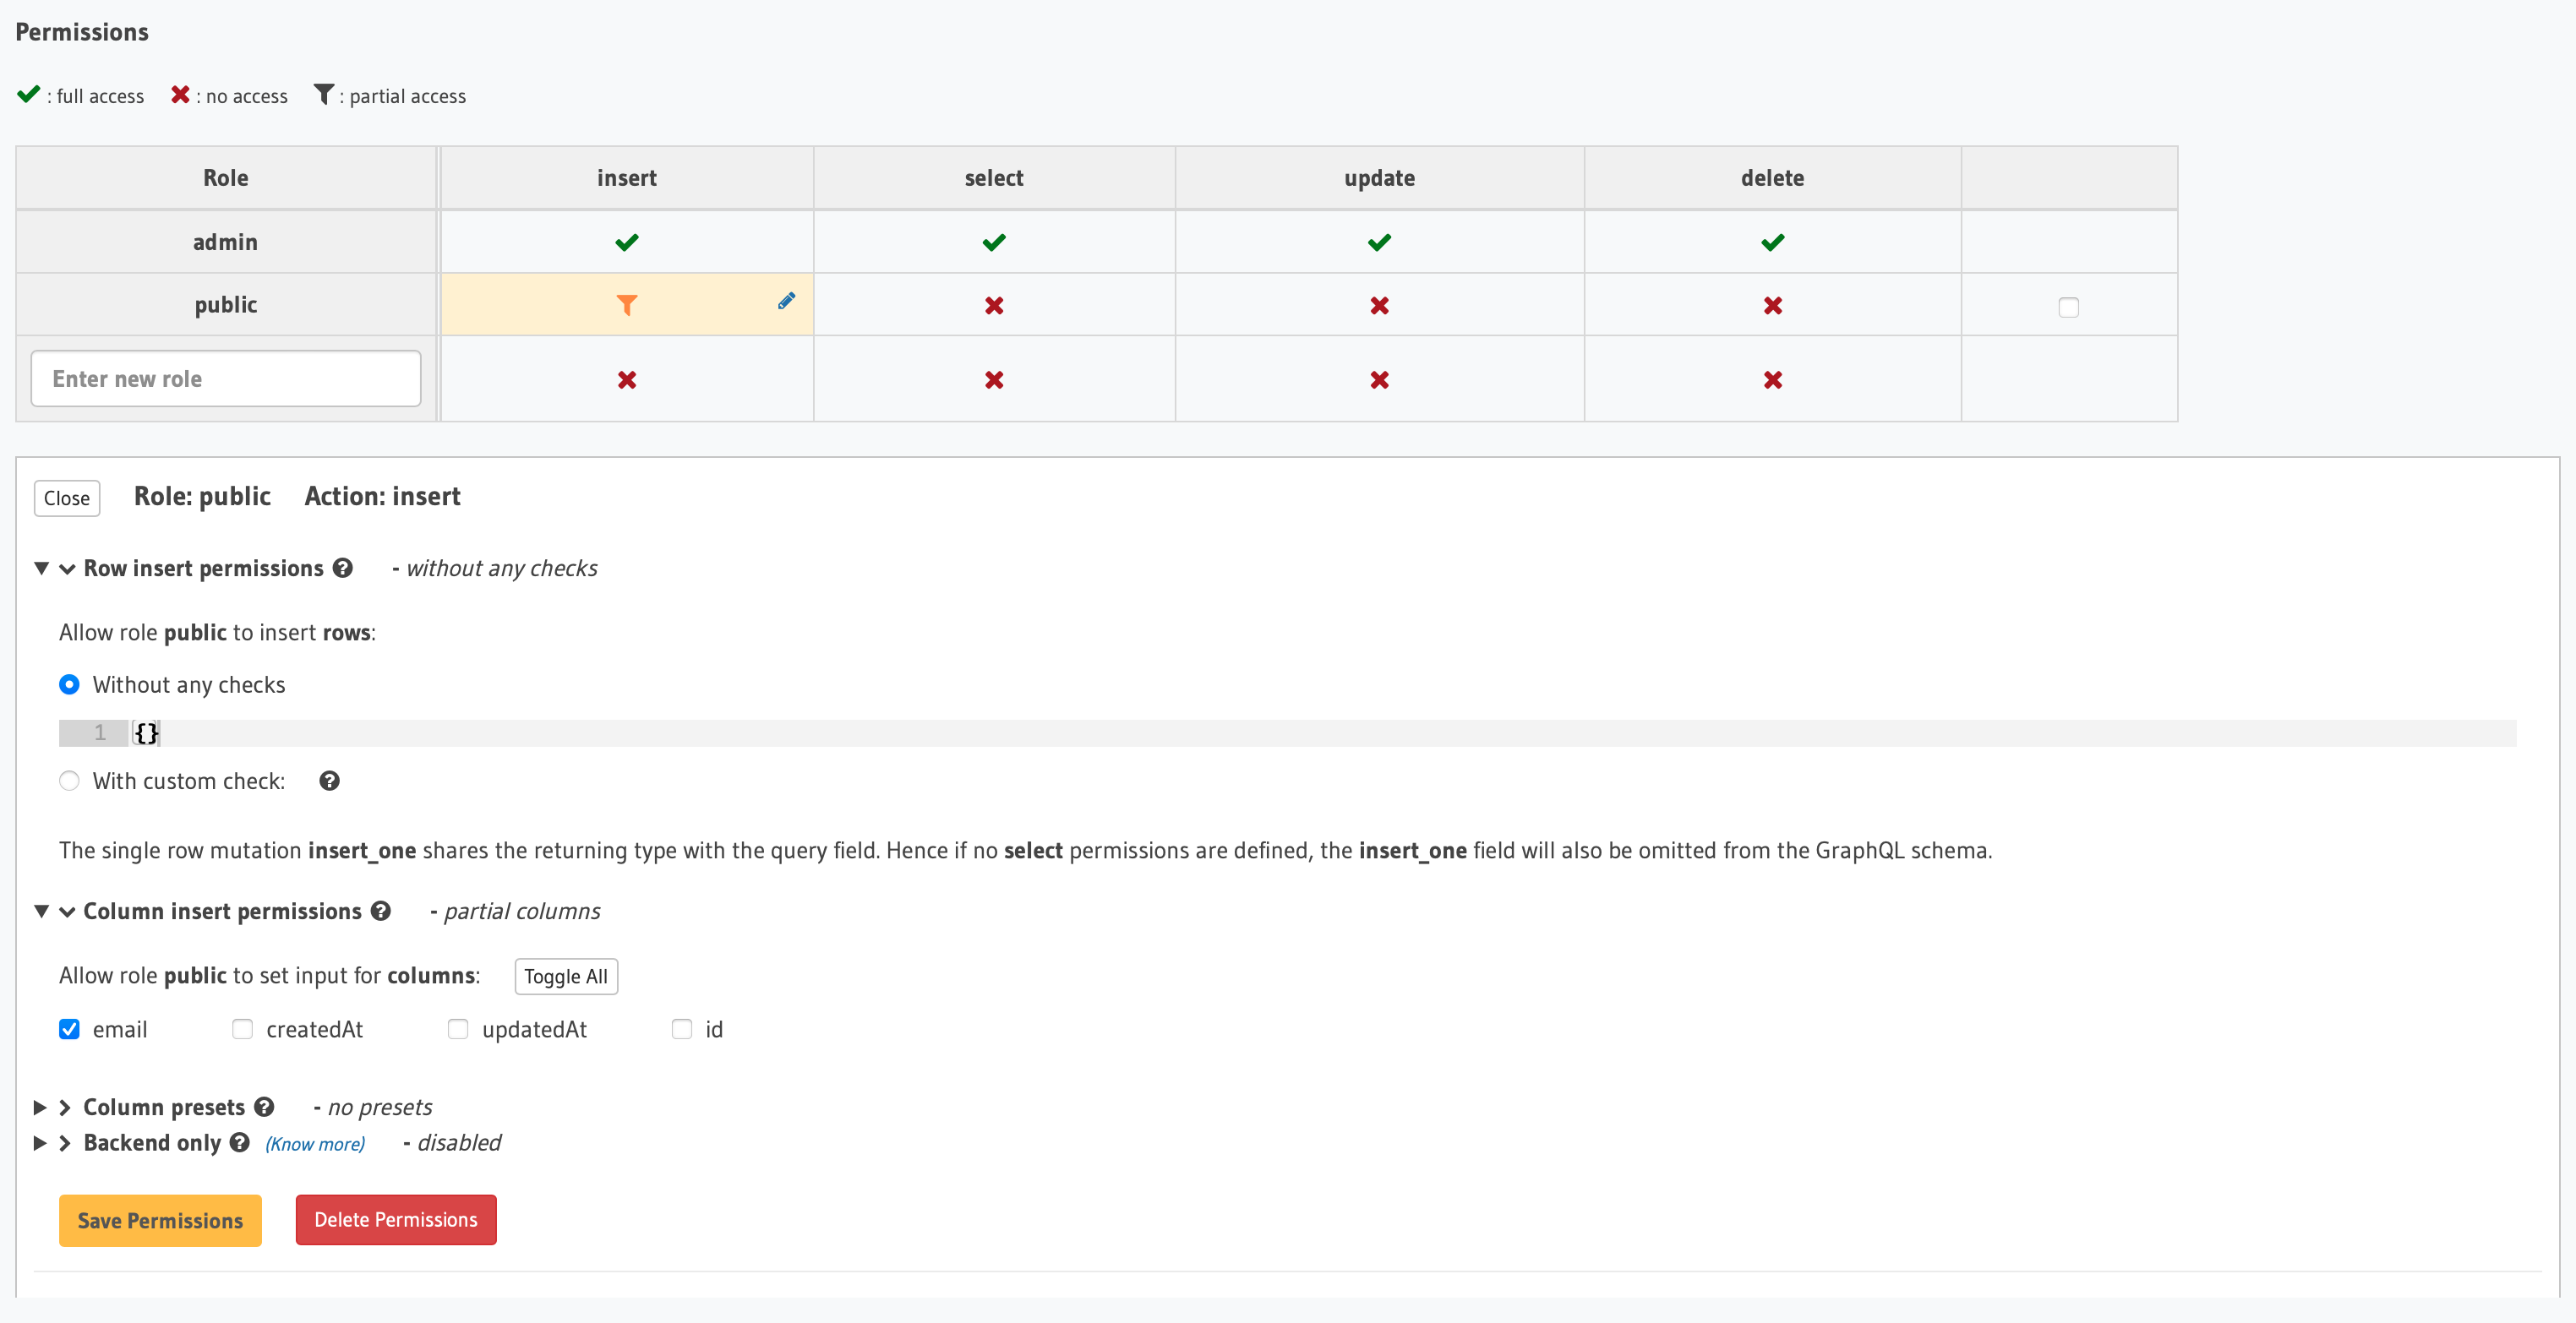 Permissions
: full access : no access : partial access
Role insert select update delete
admin
public
Enter new role
Close Role: public Action: insert
Row insert permissions - without any checks
Allow role public to insert rows:
Without any checks
1 {}
With custom check:
The single row mutation insert_one shares the returning type with the query field. Hence if no select permissions are defined, the insert_one field will also be omitted from the GraphQL schema.
Column insert permissions - partial columns
Allow role public to set input for columns: Toggle All
email createdAt updatedAt id
Column presets - no presets
Backend only (Know more) - disabled
Save Permissions Delete Permissions